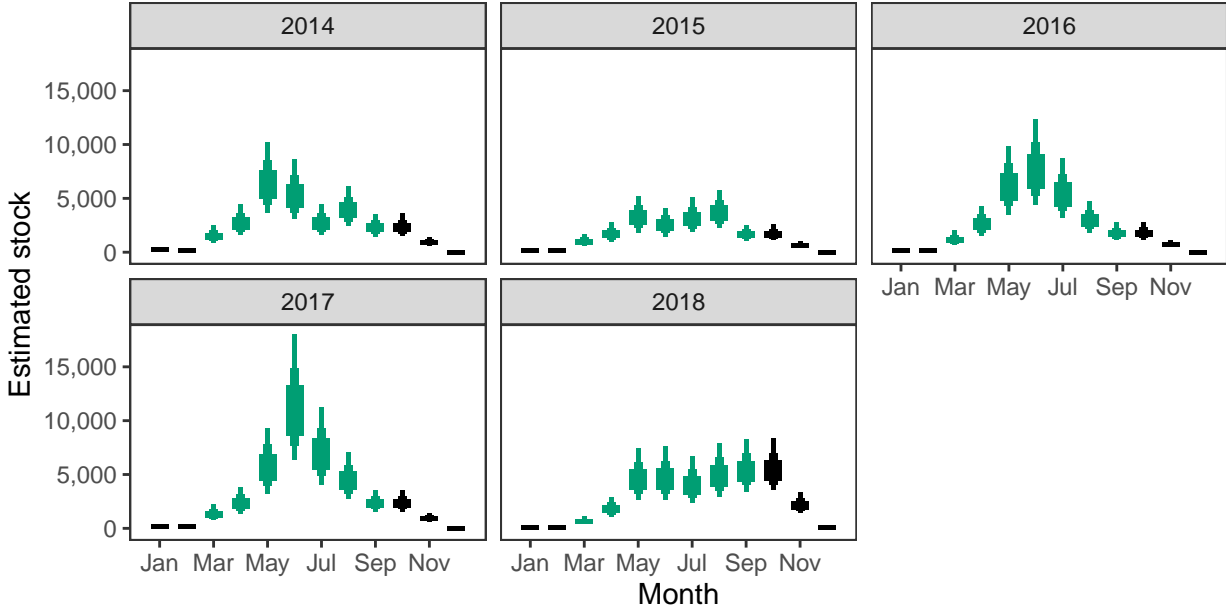 2014 2015 2016
15,000
10,000
5,000
0
Jan Mar May Jul Sep Nov
2017 2018
15,000
10,000
5,000
0
Jan Mar May Jul Sep Nov Jan Mar May Jul Sep Nov
Estimated stock
Month